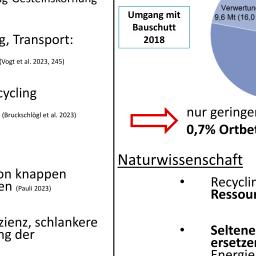 Gesteinskörnung
g, Transport:
(Vogt et al. 2023, 245)
cycling
(Bruckschlögl et al. 2023)
on knappen
en (Pauli 2023)
zienz, schlankere
ng der
Umgang mit
Bauschutt
2018
Verwertun
9,6 Mt (16,0
nur geringer
0,7% Ortbet
Naturwissenschaft
• Recyclin
Ressour
• Seltene
ersetzen
Energie